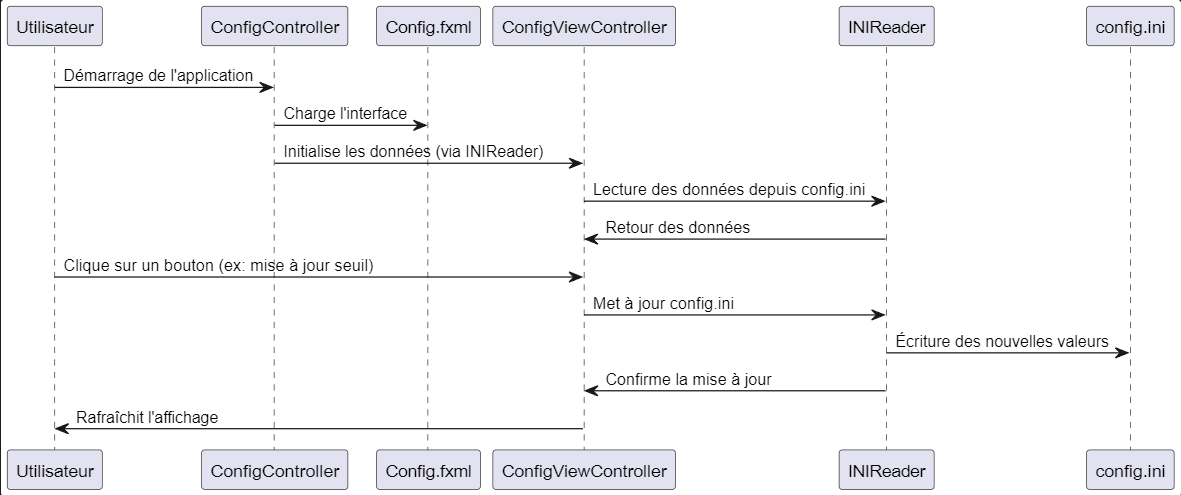 Utilisateur
ConfigController
Config.fxml
ConfigViewController
INIReader
config.ini
Démarrage de l'application
Charge l'interface
Initialise les données (via INIReader)
Lecture des données depuis config.ini
Retour des données
Clique sur un bouton (ex: mise à jour seuil)
Met à jour config.ini
Écriture des nouvelles valeurs
Confirme la mise à jour
Rafraîchit l'affichage
Utilisateur
ConfigController
Config.fxml
ConfigViewController
INIReader
config.ini